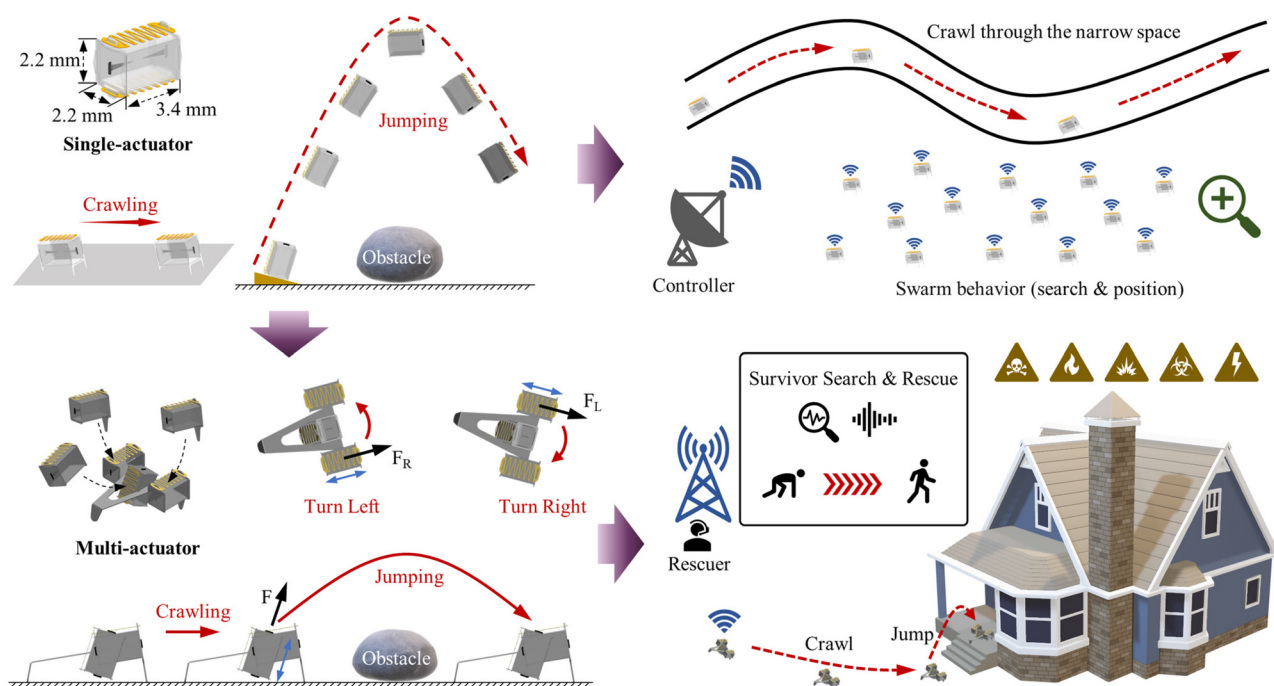 2.2 mm
2.2 mm
3.4 mm
Single-actuator
Crawling
Jumping
Obstacle
Crawl through the narrow space
Controller
Swarm behavior (search & position)
Multi-actuator
F_R
Turn Left
F_L
Turn Right
Crawling
F
Jumping
Obstacle
Survivor Search & Rescue
Rescuer
Crawl
Jump